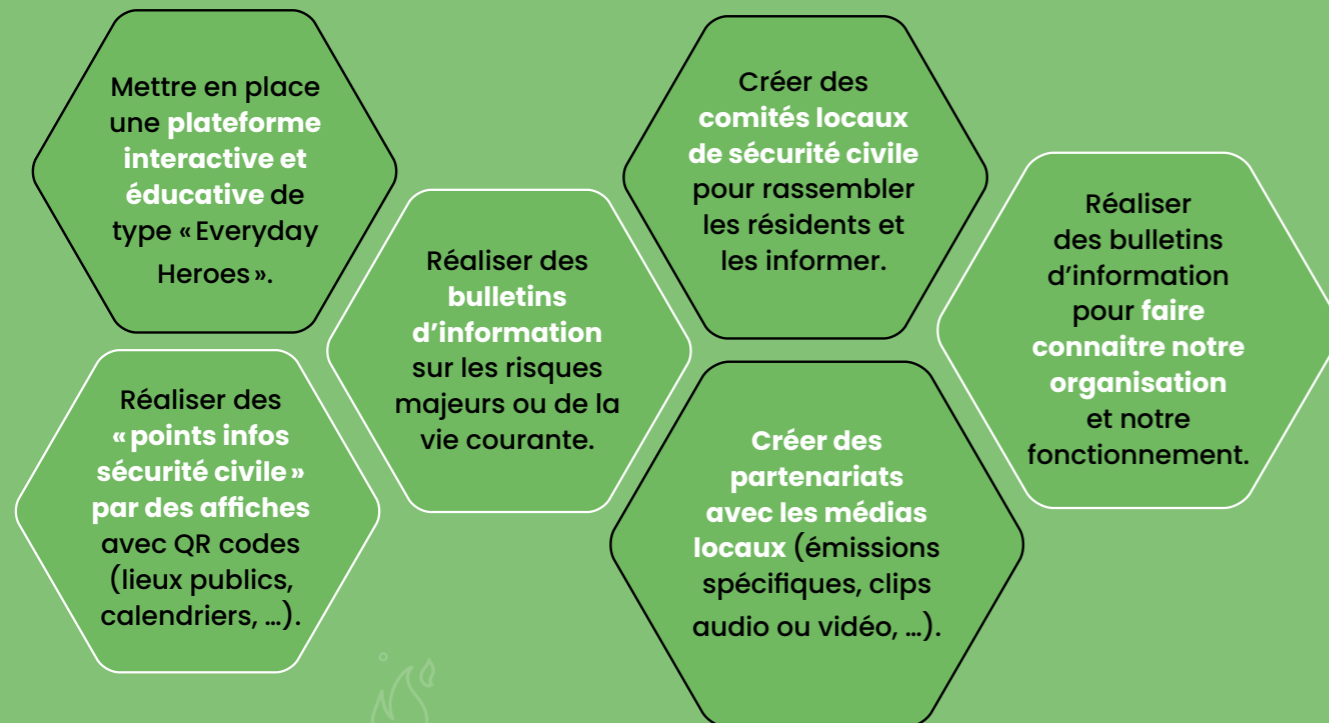 Mettre en place
une plateforme
interactive et
éducative de
type « Everyday
Heroes ».
Réaliser des
« points infos
sécurité civile »
par des affiches
avec QR codes
(lieux publics,
calendriers, ...).
Réaliser des
bulletins
d’information
sur les risques
majeurs ou de la
vie courante.
Créer des
comités locaux
de sécurité civile
pour rassembler
les résidents et
les informer.
Créer des
partenariats
avec les médias
locaux (émissions
spécifiques, clips
audio ou vidéo, ...).
Réaliser
des bulletins
d’information
pour faire
connaitre notre
organisation
et notre
fonctionnement.